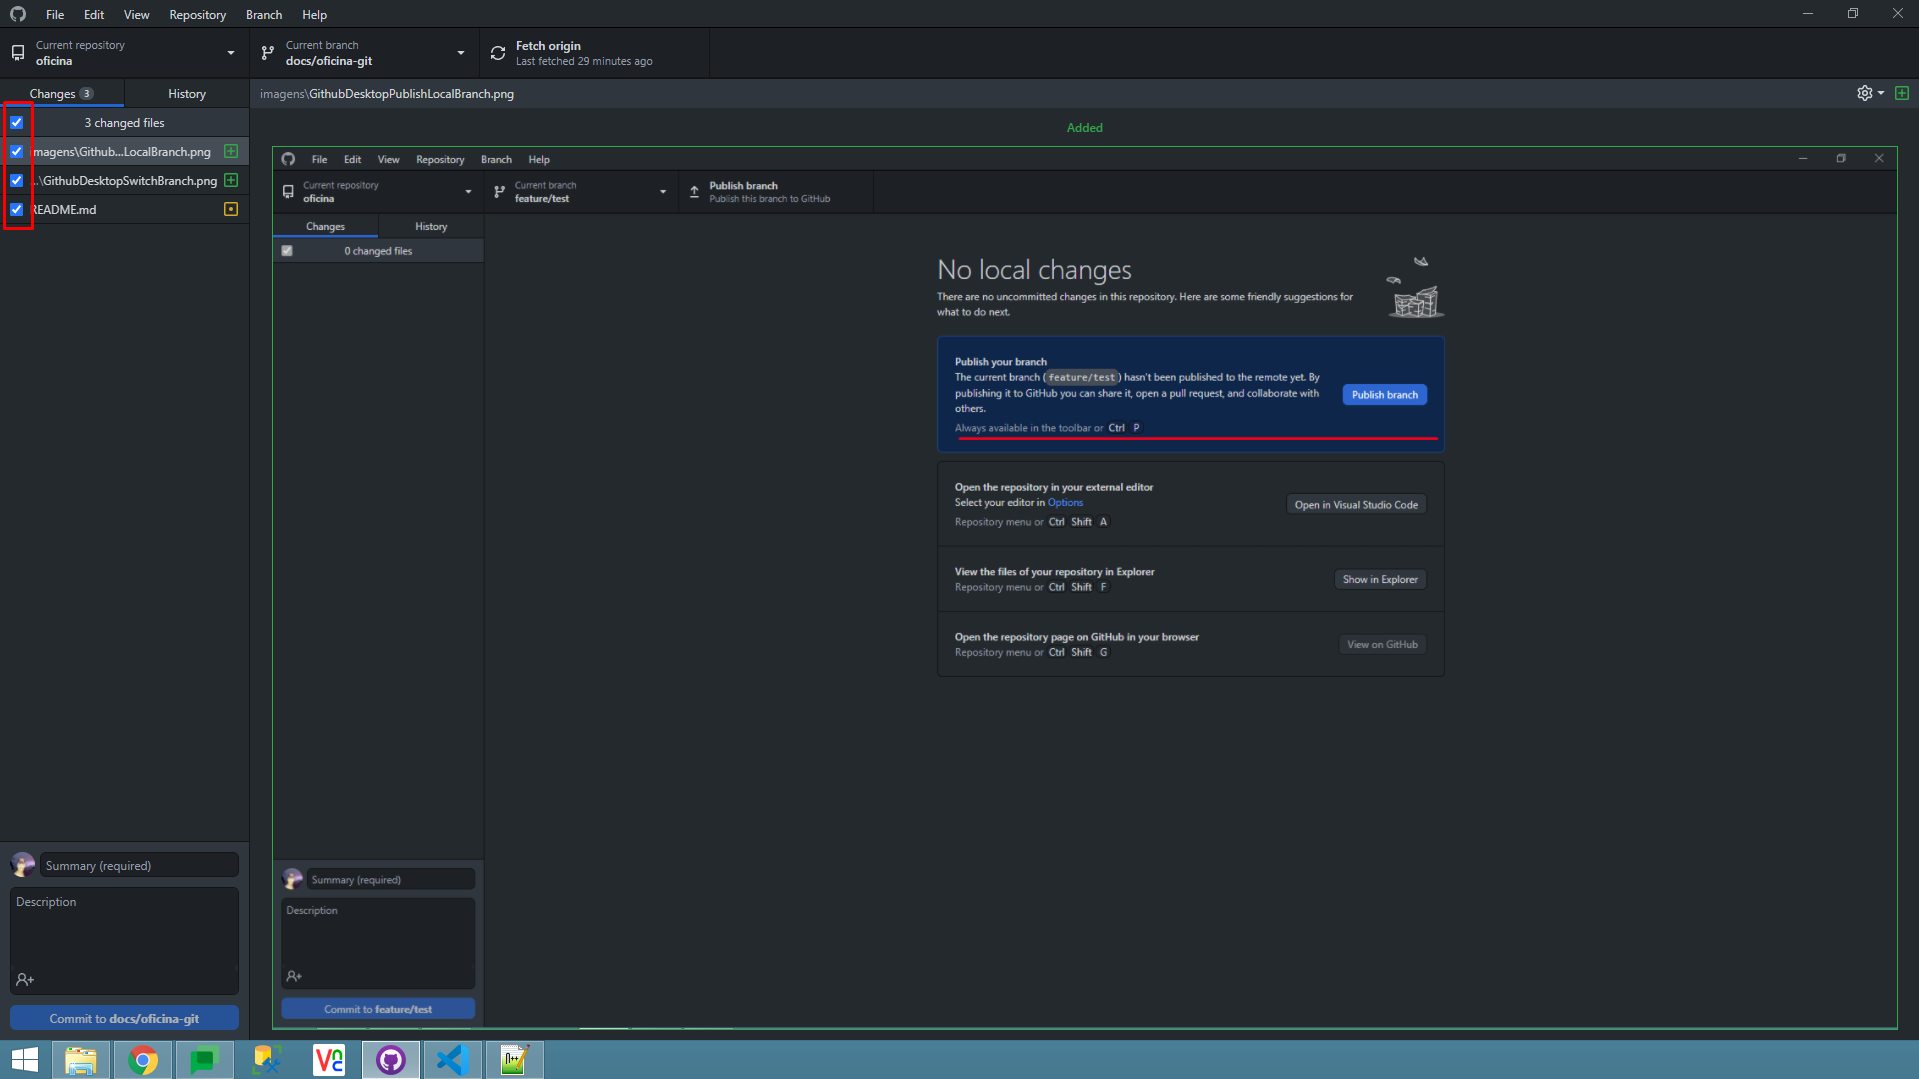 File Edit View Repository Branch Help
Current repository
oficina
Current branch
docs/oficina-git
Fetch origin
Last fetched 29 minutes ago
Changes 3
History
imagens\GithubDesktopPublishLocalBranch.png
3 changed files
imagens\Github...LocalBranch.png
..\GithubDesktopSwitchBranch.png
README.md
Added
File Edit View Repository Branch Help
Current repository
oficina
Current branch
feature/test
Publish branch
Publish this branch to GitHub
Changes
History
0 changed files
No local changes
There are no uncommitted changes in this repository. Here are some friendly suggestions for
what to do next.
Publish your branch
The current branch (feature/test) hasn't been published to the remote yet. By
publishing it to GitHub you can share it, open a pull request, and collaborate with
others.
Always available in the toolbar or Ctrl P
Publish branch
Open the repository in your external editor
Select your editor in Options
Repository menu or Ctrl Shift A
Open in Visual Studio Code
View the files of your repository in Explorer
Repository menu or Ctrl Shift F
Show in Explorer
Open the repository page on GitHub in your browser
Repository menu or Ctrl Shift G
View on GitHub
Summary (required)
Description
Commit to feature/test
Summary (required)
Description
Commit to docs/oficina-git